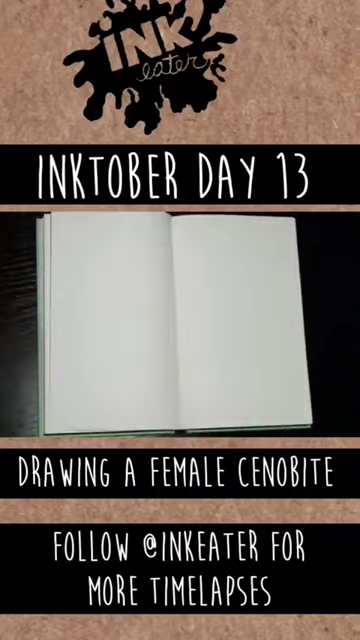 INK
eater
INKTOBER DAY 13
DRAWING A FEMALE CENOBITE
FOLLOW @INKEATER FOR
MORE TIMELAPSES